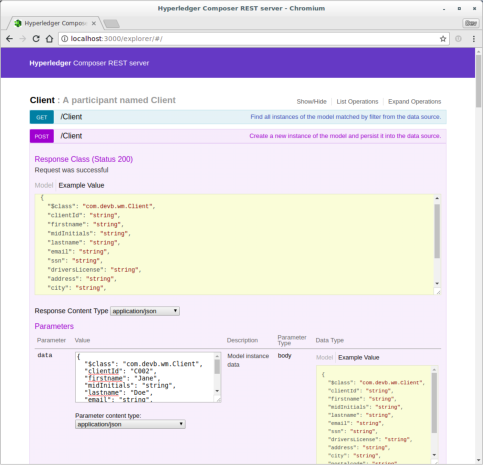 Hyperledger Composer REST server - Chromium
Hyperledger Compos
localhost:3000/explorer/#/
Hyperledger Composer REST server
Client : A participant named Client
Show/Hide
List Operations
Expand Operations
GET /Client
Find all instances of the model matched by filter from the data source.
POST /Client
Create a new instance of the model and persist it into the data source.
Response Class (Status 200)
Request was successful
Model Example Value
{
"$class": "com.devb.wm.Client",
"clientId": "string",
"firstname": "string",
"midInitials": "string",
"lastname": "string",
"email": "string",
"ssn": "string",
"driversLicense": "string",
"address": "string",
"city": "string",
Response Content Type application/json
Parameters
Parameter Value Description Parameter Type Data Type
data
{
"$class": "com.devb.wm.Client",
"clientId": "C002",
"firstname": "Jane",
"midInitials": "string",
"lastname": "Doe",
"email": "string",
Parameter content type:
application/json
Model instance
data
body
Model Example Value
{
"$class": "com.devb.wm.Client",
"clientId": "string",
"firstname": "string",
"midInitials": "string",
"lastname": "string",
"email": "string",
"ssn": "string",
"driversLicense": "string",
"address": "string",
"city": "string",